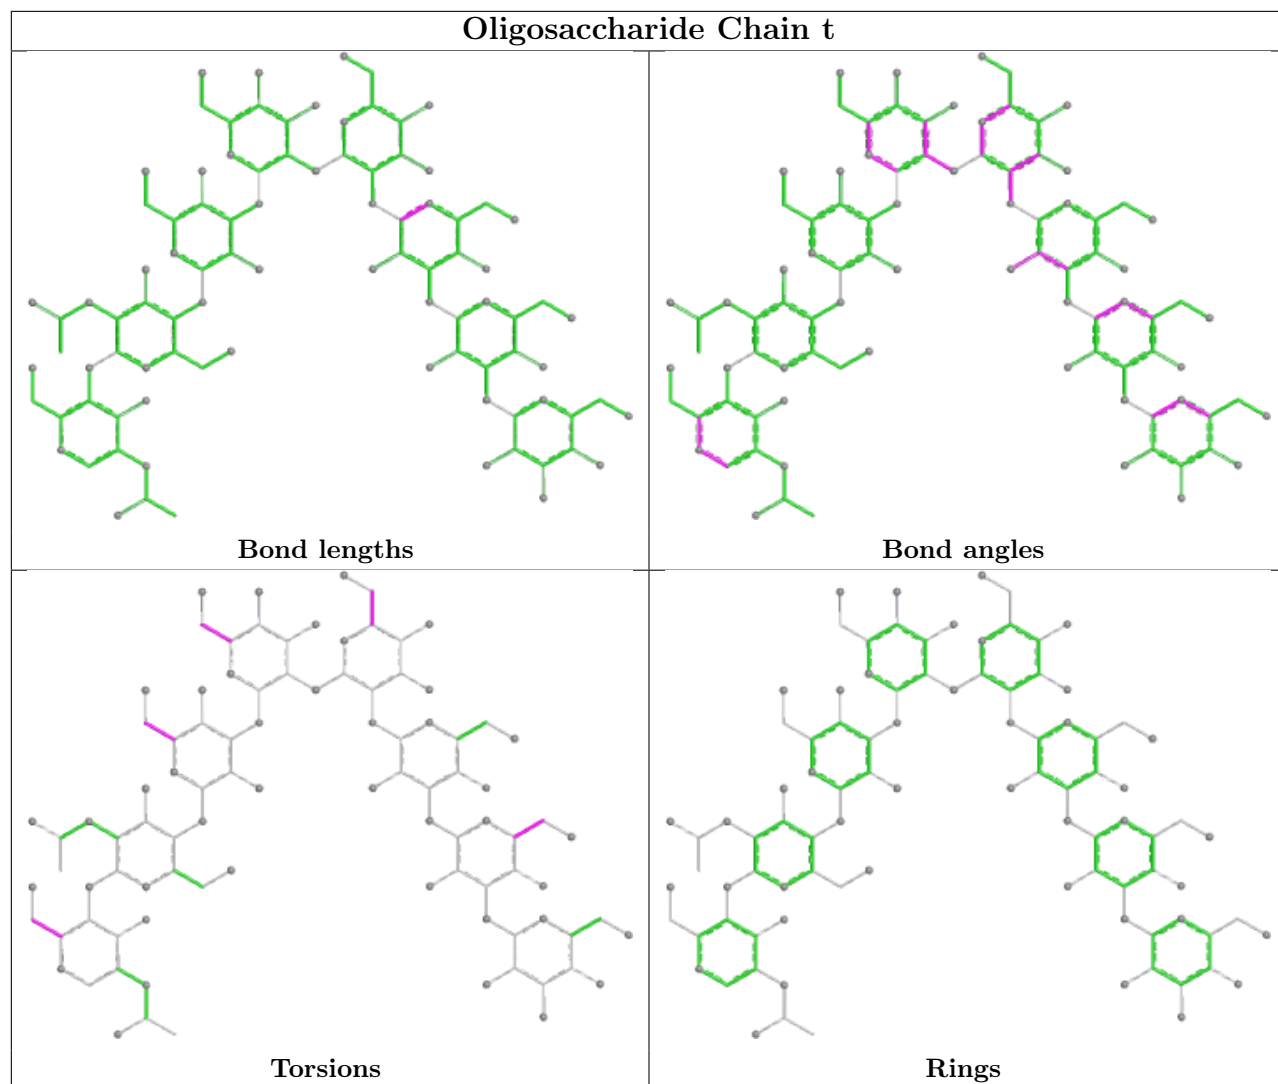 Oligosaccharide Chain t
Bond lengths
Bond angles
Torsions
Rings